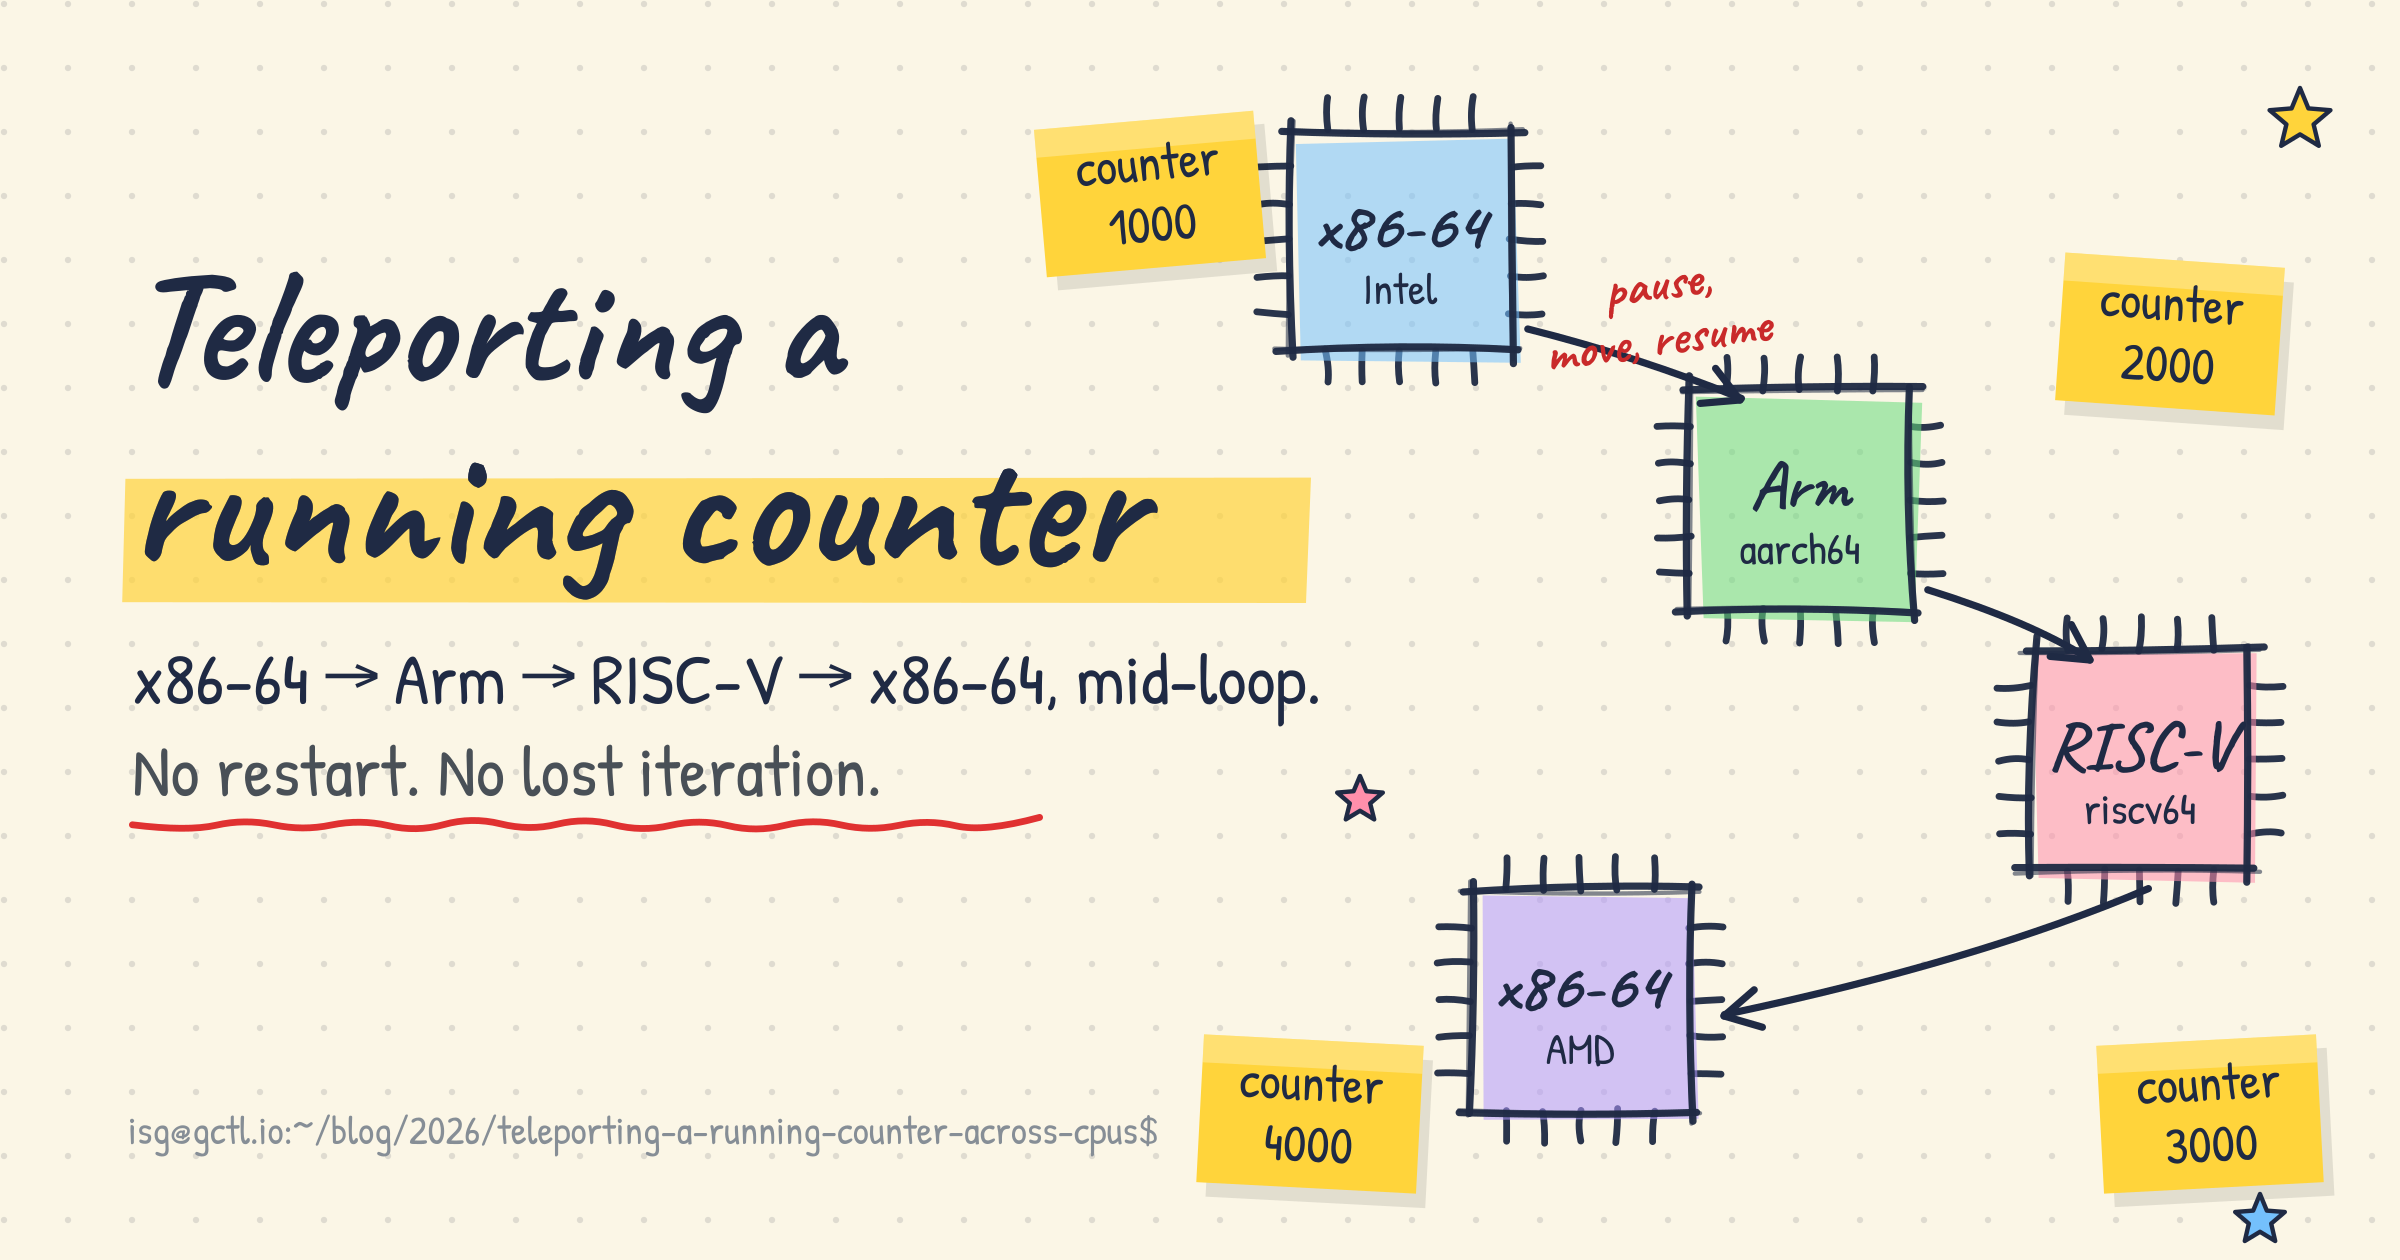 Teleporting a
running counter
x86-64 → Arm → RISC-V → x86-64, mid-loop.
No restart. No lost iteration.
isg@gctl.io:~/blog/2026/teleporting-a-running-counter-across-cpus$
counter
1000
x86-64
Intel
pause,
move, resume
counter
2000
Arm
aarch64
RISC-V
riscv64
counter
3000
x86-64
AMD
counter
4000